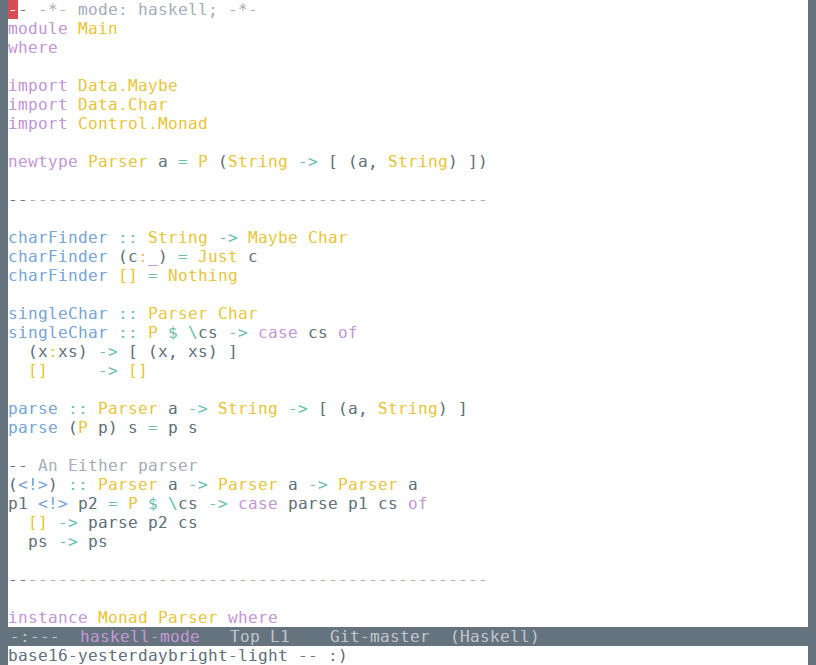 -- -*- mode: haskell; -*-
module Main
where

import Data.Maybe
import Data.Char
import Control.Monad

newtype Parser a = P (String -> [ (a, String) ])

------------------------------------------------

charFinder :: String -> Maybe Char
charFinder (c:_) = Just c
charFinder [] = Nothing

singleChar :: Parser Char
singleChar :: P $ \cs -> case cs of
  (x:xs) -> [ (x, xs) ]
  []     -> []

parse :: Parser a -> String -> [ (a, String) ]
parse (P p) s = p s

-- An Either parser
(<!>) :: Parser a -> Parser a -> Parser a
p1 <!> p2 = P $ \cs -> case parse p1 cs of
  [] -> parse p2 cs
  ps -> ps

------------------------------------------------

instance Monad Parser where
-:---  haskell-mode   Top L1    Git-master  (Haskell)
base16-yesterdaybright-light -- :)